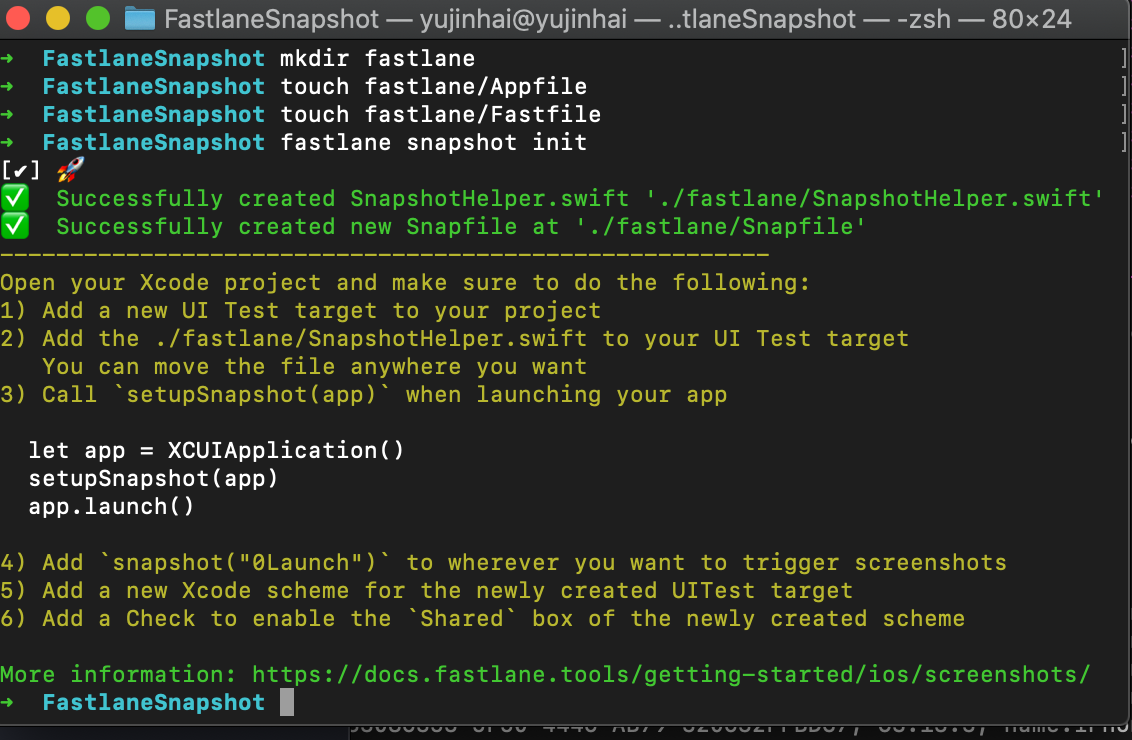 FastlaneSnapshot — yujinhai@yujinhai — ..tlaneSnapshot — -zsh — 80×24
➜  FastlaneSnapshot mkdir fastlane ]
➜  FastlaneSnapshot touch fastlane/Appfile ]
➜  FastlaneSnapshot touch fastlane/Fastfile ]
➜  FastlaneSnapshot fastlane snapshot init ]
[✔] 🚀
✅  Successfully created SnapshotHelper.swift './fastlane/SnapshotHelper.swift'
✅  Successfully created new Snapfile at './fastlane/Snapfile'
-------------------------------------------------------
Open your Xcode project and make sure to do the following:
1) Add a new UI Test target to your project
2) Add the ./fastlane/SnapshotHelper.swift to your UI Test target
   You can move the file anywhere you want
3) Call `setupSnapshot(app)` when launching your app
  let app = XCUIApplication()
  setupSnapshot(app)
  app.launch()
4) Add `snapshot("0Launch")` to wherever you want to trigger screenshots
5) Add a new Xcode scheme for the newly created UITest target
6) Add a Check to enable the `Shared` box of the newly created scheme
More information: https://docs.fastlane.tools/getting-started/ios/screenshots/
➜  FastlaneSnapshot